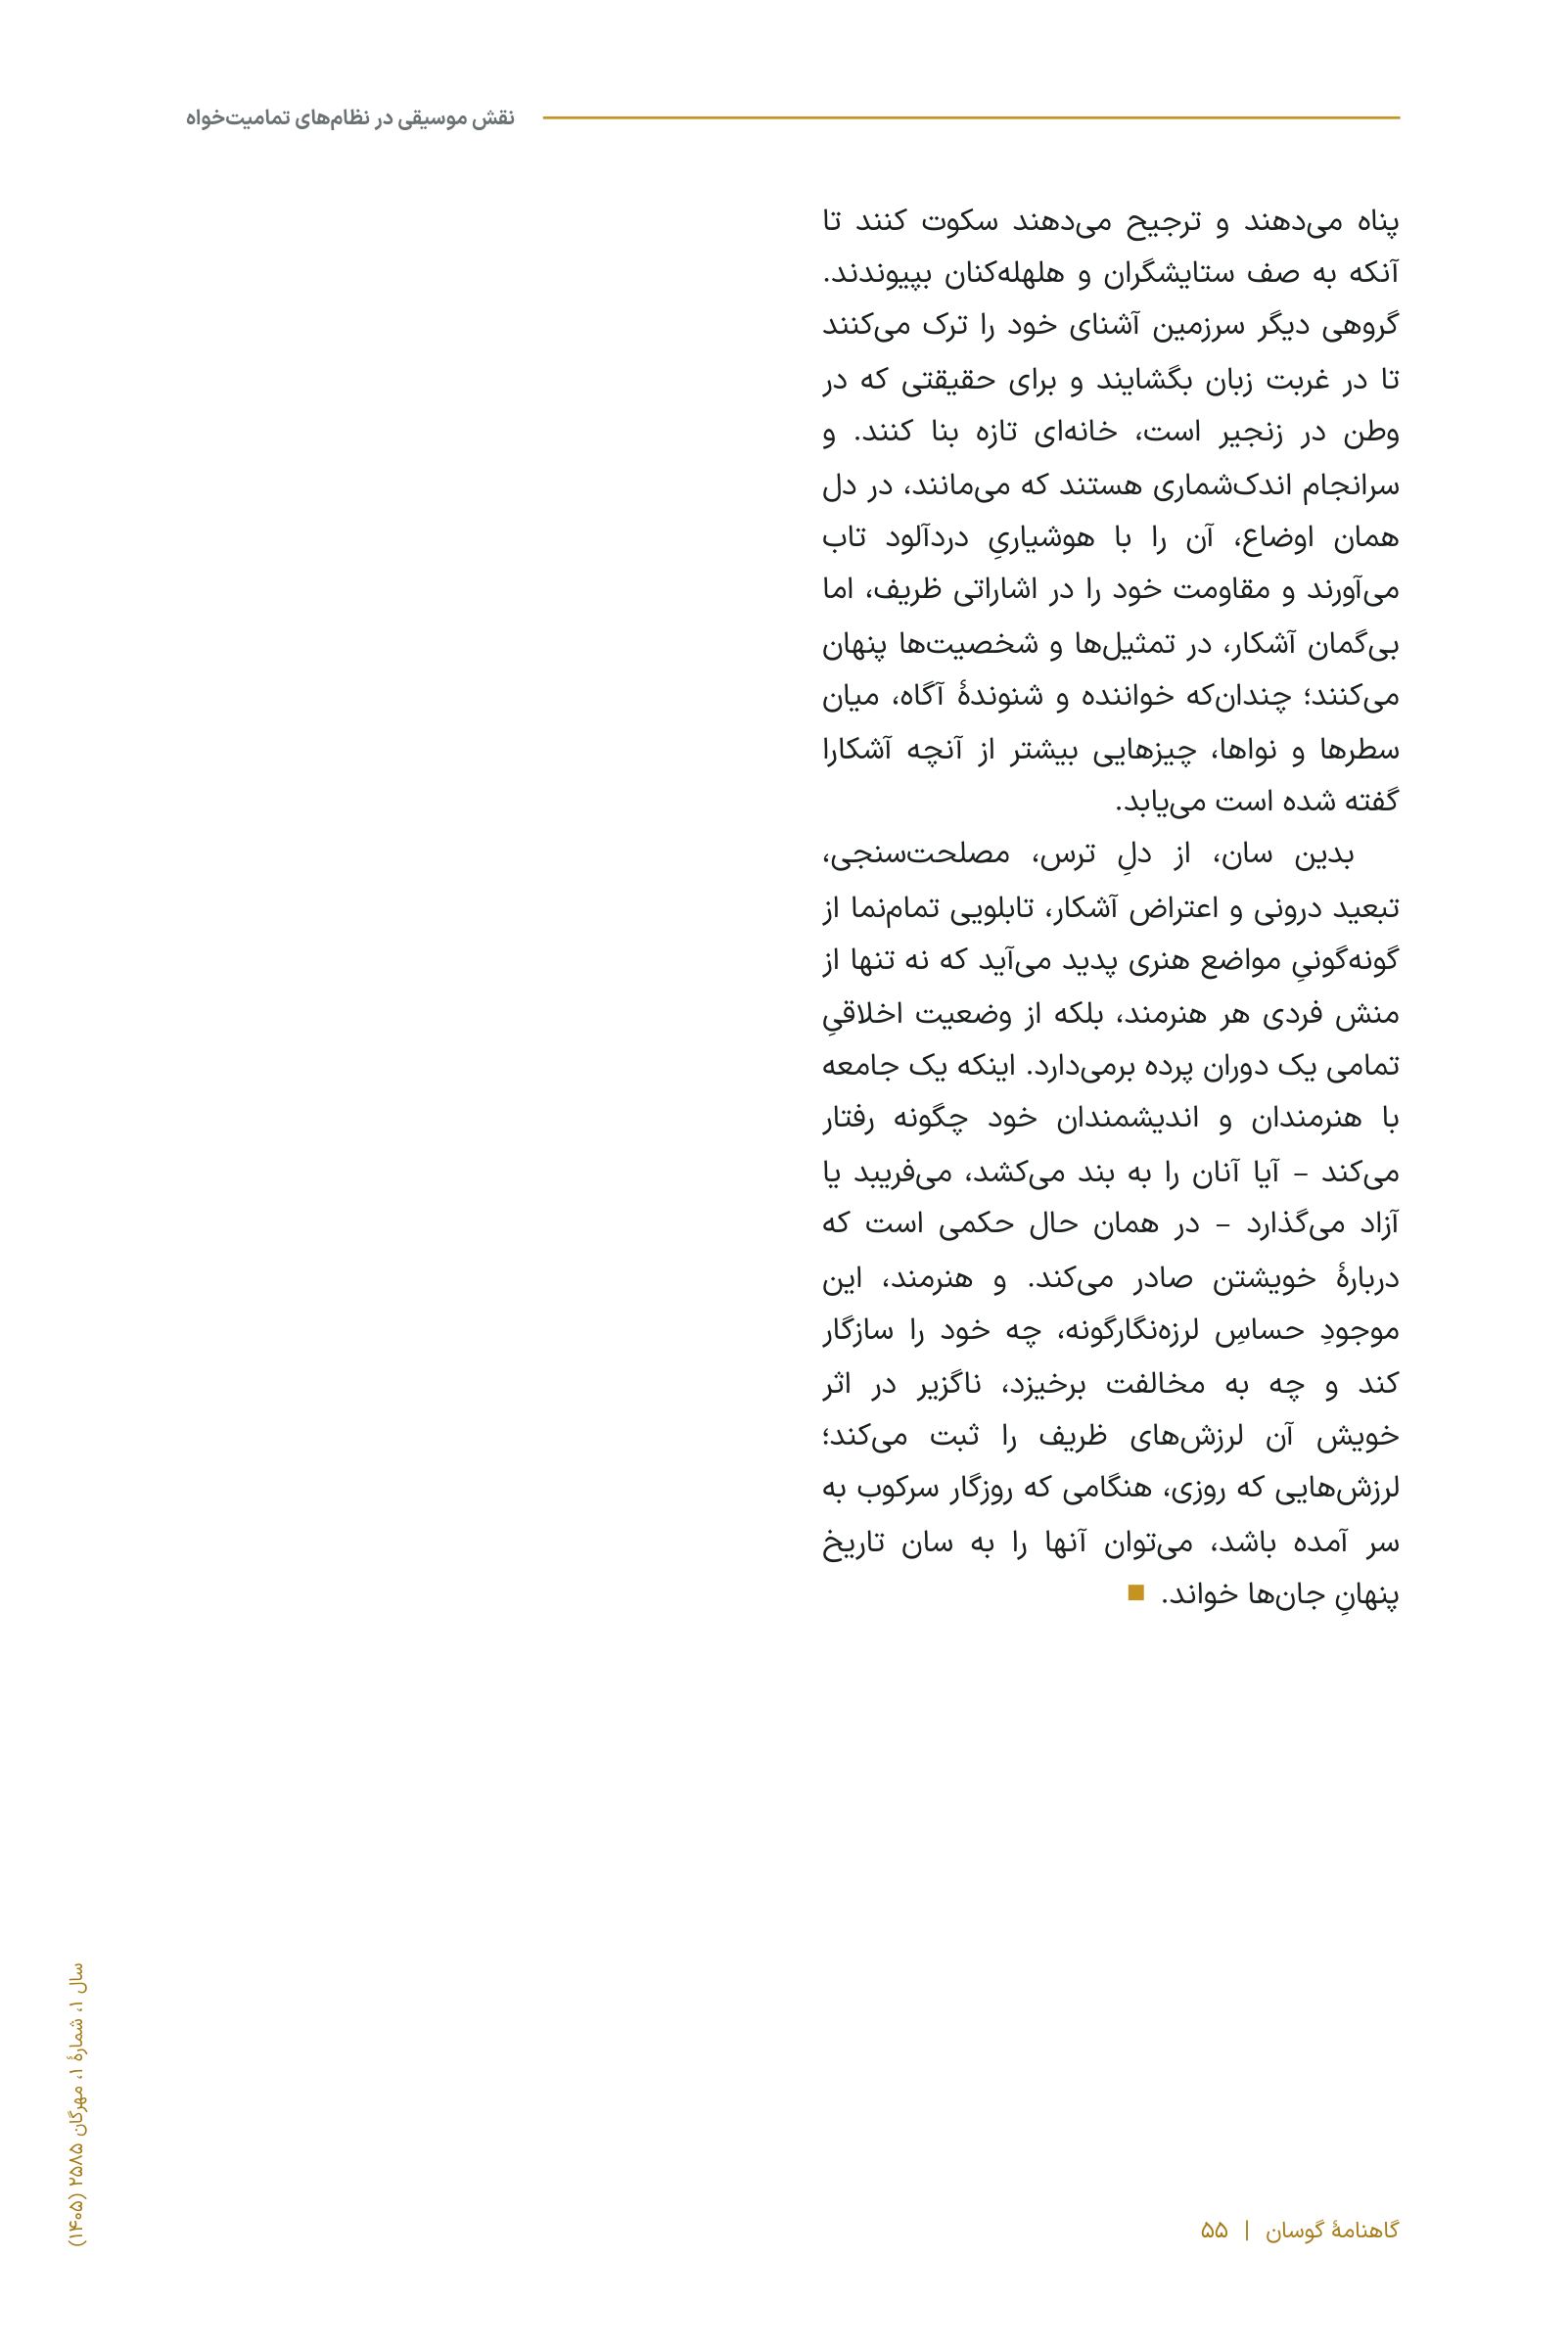 نقش موسیقی در نظام‌های تمامیت‌خواه
پناه می‌دهند و ترجیح می‌دهند سکوت کنند تا
آنکه به صف ستایشگران و هلهله‌کنان بپیوندند.
گروهی دیگر سرزمین آشنای خود را ترک می‌کنند
تا در غربت زبان بگشایند و برای حقیقتی که در
وطن در زنجیر است، خانه‌ای تازه بنا کنند. و
سرانجام اندک‌شماری هستند که می‌مانند، در دل
همان اوضاع، آن را با هوشیاریِ دردآلود تاب
می‌آورند و مقاومت خود را در اشاراتی ظریف، اما
بی‌گمان آشکار، در تمثیل‌ها و شخصیت‌ها پنهان
می‌کنند؛ چندان‌که خواننده و شنوندهٔ آگاه، میان
سطرها و نواها، چیزهایی بیشتر از آنچه آشکارا
گفته شده است می‌یابد.
بدین سان، از دلِ ترس، مصلحت‌سنجی،
تبعید درونی و اعتراض آشکار، تابلویی تمام‌نما از
گونه‌گونیِ مواضع هنری پدید می‌آید که نه تنها از
منش فردی هر هنرمند، بلکه از وضعیت اخلاقیِ
تمامی یک دوران پرده برمی‌دارد. اینکه یک جامعه
با هنرمندان و اندیشمندان خود چگونه رفتار
می‌کند – آیا آنان را به بند می‌کشد، می‌فریبد یا
آزاد می‌گذارد – در همان حال حکمی است که
دربارهٔ خویشتن صادر می‌کند. و هنرمند، این
موجودِ حساسِ لرزه‌نگارگونه، چه خود را سازگار
کند و چه به مخالفت برخیزد، ناگزیر در اثر
خویش آن لرزش‌های ظریف را ثبت می‌کند؛
لرزش‌هایی که روزی، هنگامی که روزگار سرکوب به
سر آمده باشد، می‌توان آنها را به سان تاریخ
پنهانِ جان‌ها خواند. ■
سال ۱، شمارهٔ ۱، مهرگان ۲۵۸۵ (۱۴۰۵)
گاهنامهٔ گوسان | ۵۵